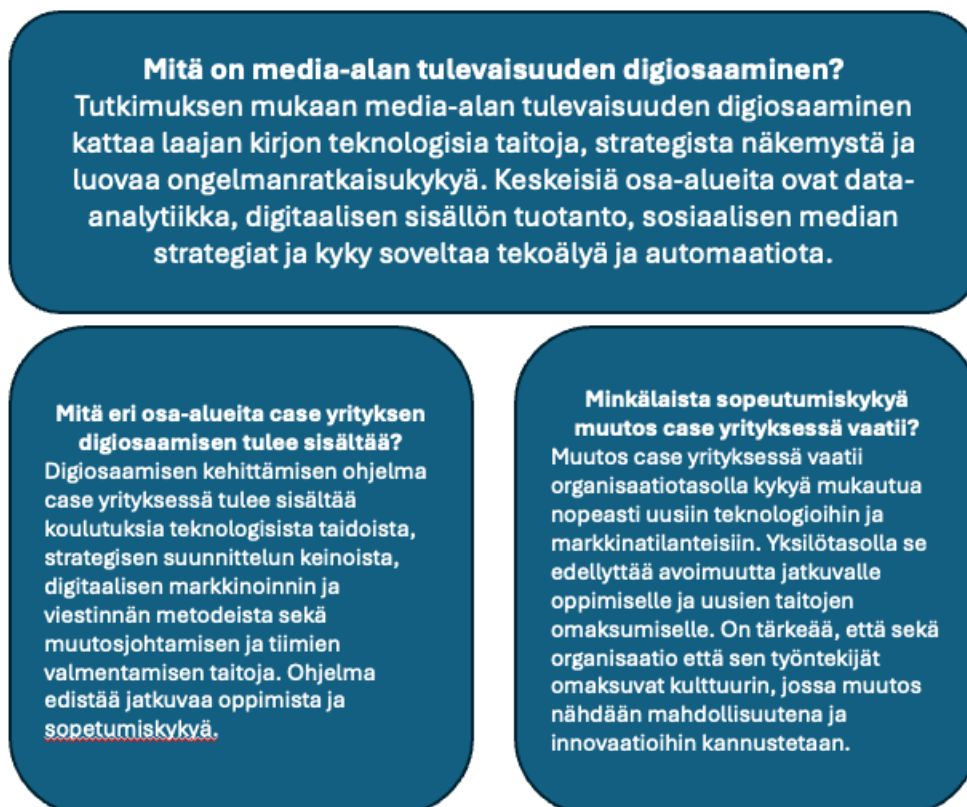 Mitä on media-alan tulevaisuuden digiosaaminen?
Tutkimuksen mukaan media-alan tulevaisuuden digiosaaminen
kattaa laajan kirjon teknologisia taitoja, strategista näkemystä ja
luovaa ongelmanratkaisukykyä. Keskeisiä osa-alueita ovat data-
analytiikka, digitaalisen sisällön tuotanto, sosiaalisen median
strategiat ja kyky soveltaa tekoälyä ja automaatiota.
Mitä eri osa-alueita case yrityksen
digiosaamisen tulee sisältää?
Digiosaamisen kehittämisen ohjelma
case yrityksessä tulee sisältää
koulutuksia teknologisista taidoista,
strategisen suunnittelun keinoista,
digitaalisen markkinoinnin ja
viestinnän metodeista sekä
muutosjohtamisen ja tiimien
valmentamisen taitoja. Ohjelma
edistää jatkuvaa oppimista ja
sopetumiskykyä.
Minkälaista sopeutumiskykyä
muutos case yrityksessä vaatii?
Muutos case yrityksessä vaatii
organisaatiotasolla kykyä mukautua
nopeasti uusiin teknologioihin ja
markkinatilanteisiin. Yksilötasolla se
edellyttää avoimuutta jatkuvalle
oppimiselle ja uusien taitojen
omaksumiselle. On tärkeää, että sekä
organisaatio että sen työntekijät
omaksuvat kulttuurin, jossa muutos
nähdään mahdollisuutena ja
innovaatioihin kannustetaan.